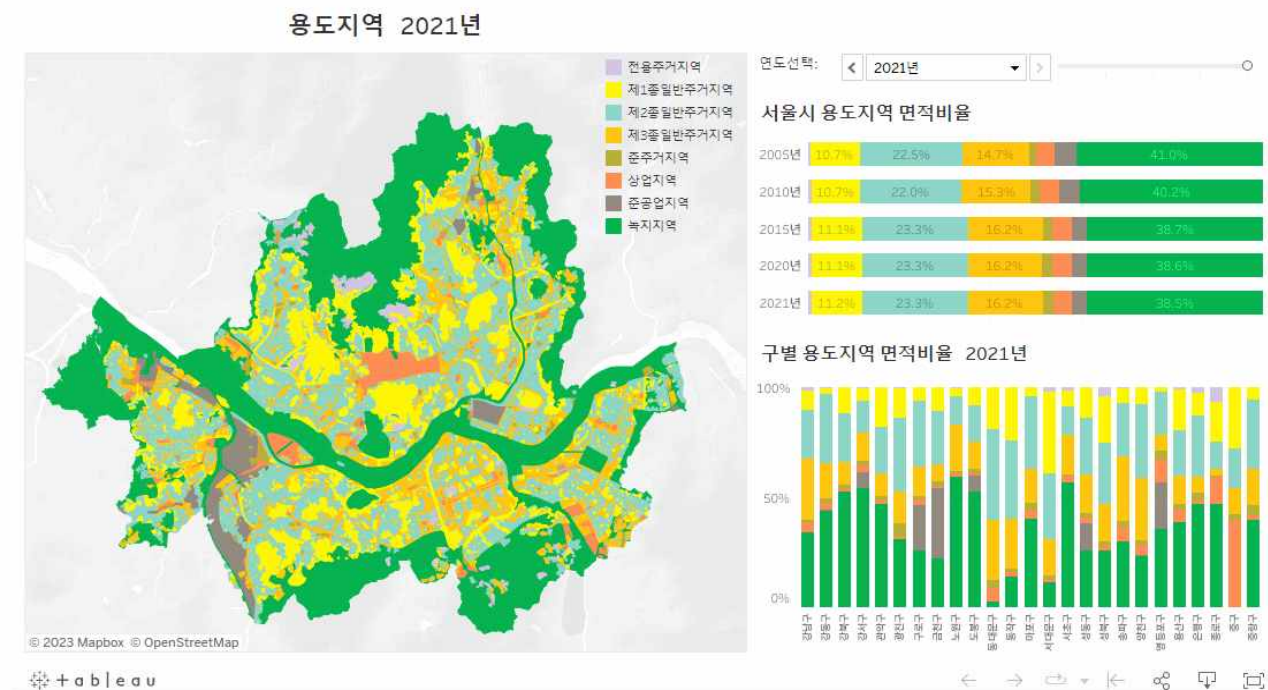 용도지역 2021년
전용주거지역
제1종일반주거지역
제2종일반주거지역
제3종일반주거지역
준주거지역
상업지역
준공업지역
녹지지역
© 2023 Mapbox © OpenStreetMap
연도선택:
2021년
서울시 용도지역 면적비율
2005년 10.7% 22.5% 14.7% 41.0%
2010년 10.7% 22.0% 15.3% 40.2%
2015년 11.1% 23.3% 16.2% 38.7%
2020년 11.1% 23.3% 16.2% 38.6%
2021년 11.2% 23.3% 16.2% 38.5%
구별 용도지역 면적비율 2021년
100%
50%
0%
강남구 강동구 강북구 강서구 관악구 광진구 구로구 금천구 노원구 도봉구 동대문구 동작구 마포구 서대문구 서초구 성동구 성북구 송파구 양천구 영등포구 용산구 은평구 종로구 중구 중랑구
+ableau